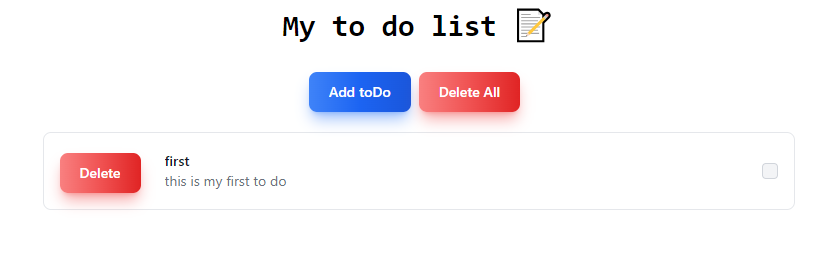 My to do list 📝
Add toDo Delete All
Delete
first
this is my first to do